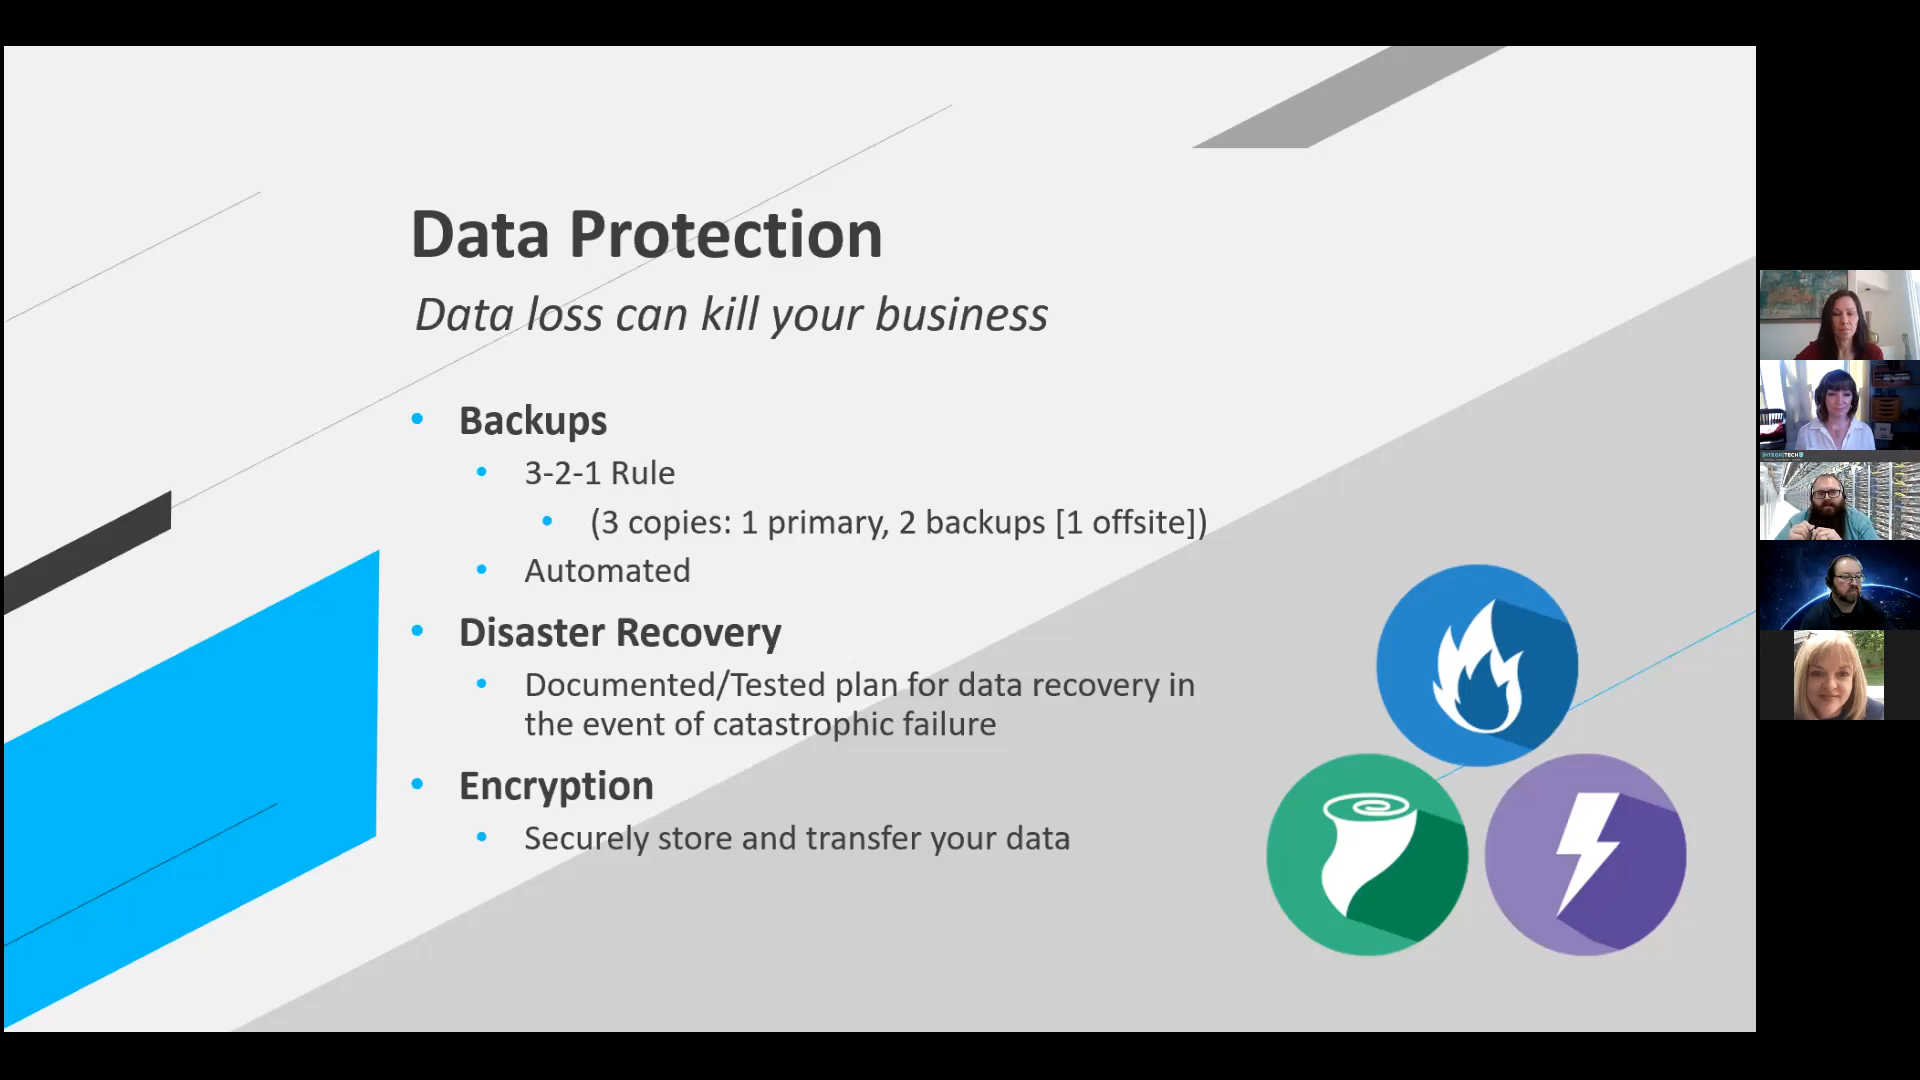 Data Protection
Data loss can kill your business
• Backups
• 3-2-1 Rule
• (3 copies: 1 primary, 2 backups [1 offsite])
• Automated
• Disaster Recovery
• Documented/Tested plan for data recovery in
the event of catastrophic failure
• Encryption
• Securely store and transfer your data
INTEGRITECH